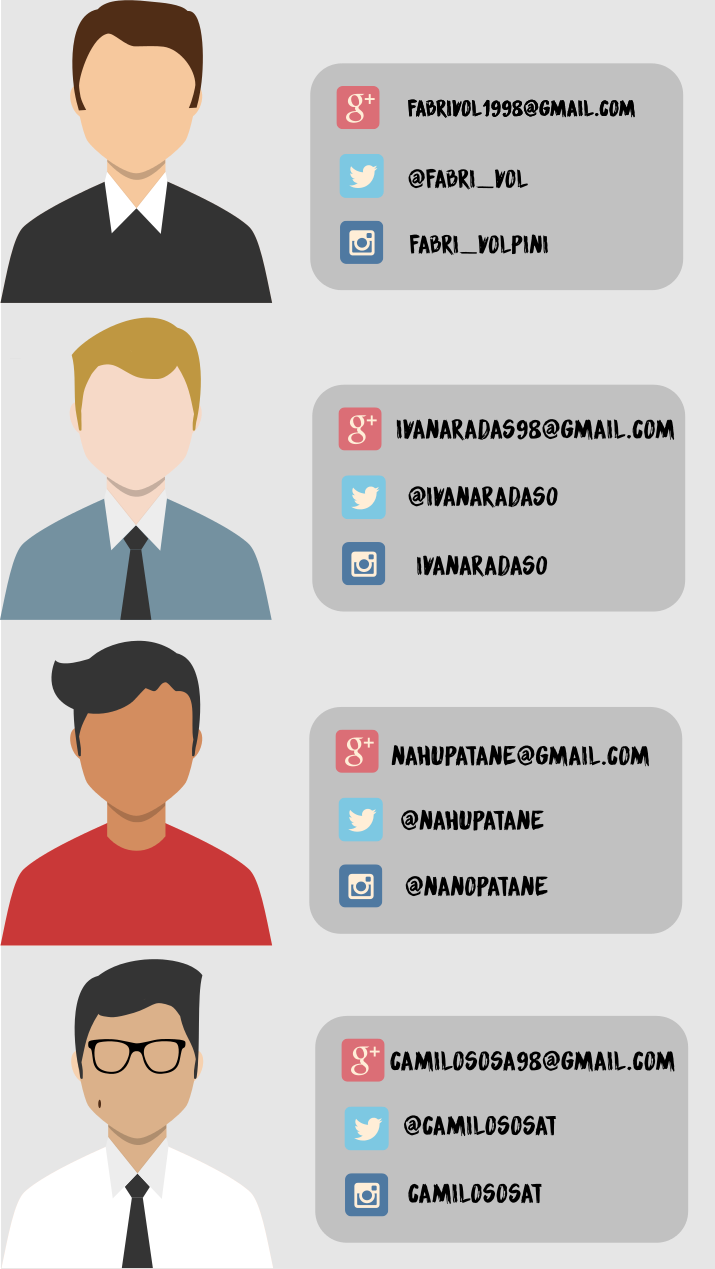 g+ FABRIVOL1998@GMAIL.COM
@FABRI_VOL
FABRI_VOLPINI
g+ IVANARADAS98@GMAIL.COM
@IVANARADASO
IVANARADASO
g+ NAHUPATANE@GMAIL.COM
@NAHUPATANE
@NANOPATANE
g+ CAMILOSOSA98@GMAIL.COM
@CAMILOSOSAT
CAMILOSOSAT